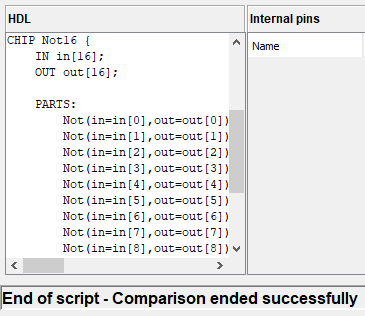 HDL
Internal pins
CHIP Not16 {
IN in[16];
OUT out[16];
PARTS:
Not(in=in[0],out=out[0])
Not(in=in[1],out=out[1])
Not(in=in[2],out=out[2])
Not(in=in[3],out=out[3])
Not(in=in[4],out=out[4])
Not(in=in[5],out=out[5])
Not(in=in[6],out=out[6])
Not(in=in[7],out=out[7])
Not(in=in[8],out=out[8])
Name
End of script - Comparison ended successfully